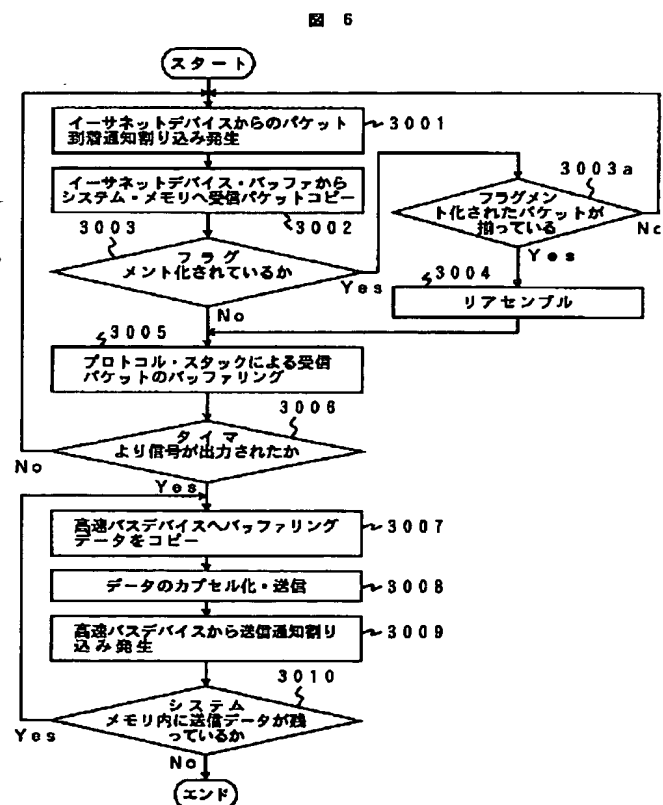 図 6
スタート
イーサネットデバイスからのパケット
到着通知割り込み発生
3001
イーサネットデバイス・バッファから
システム・メモリへ受信パケットコピー
3002
3003
フラグ
メント化されているか
Yes
No
3003a
フラグメン
ト化されたパケットが
揃っている
No
Yes
3004
リアセンブル
3005
プロトコル・スタックによる受信
パケットのバッファリング
3006
タイマ
より信号が出力されたか
No
Yes
高速バスデバイスへバッファリング
データをコピー
3007
データのカプセル化・送信
3008
高速バスデバイスから送信通知割り
込み発生
3009
3010
システム
メモリ内に送信データが残
っているか
Yes
No
エンド